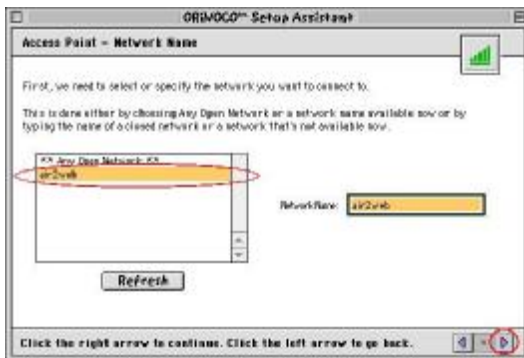 ORiNOCO™ Setup Assistant
Access Point - Network Name
First, we need to select or specify the network you want to connect to.
This is done either by choosing Any Open Network or a network name available now or by
typing the name of a closed network or a network that's not available now.
** Any Open Network **
air2web
Network Name: air2web
Refresh
Click the right arrow to continue. Click the left arrow to go back.